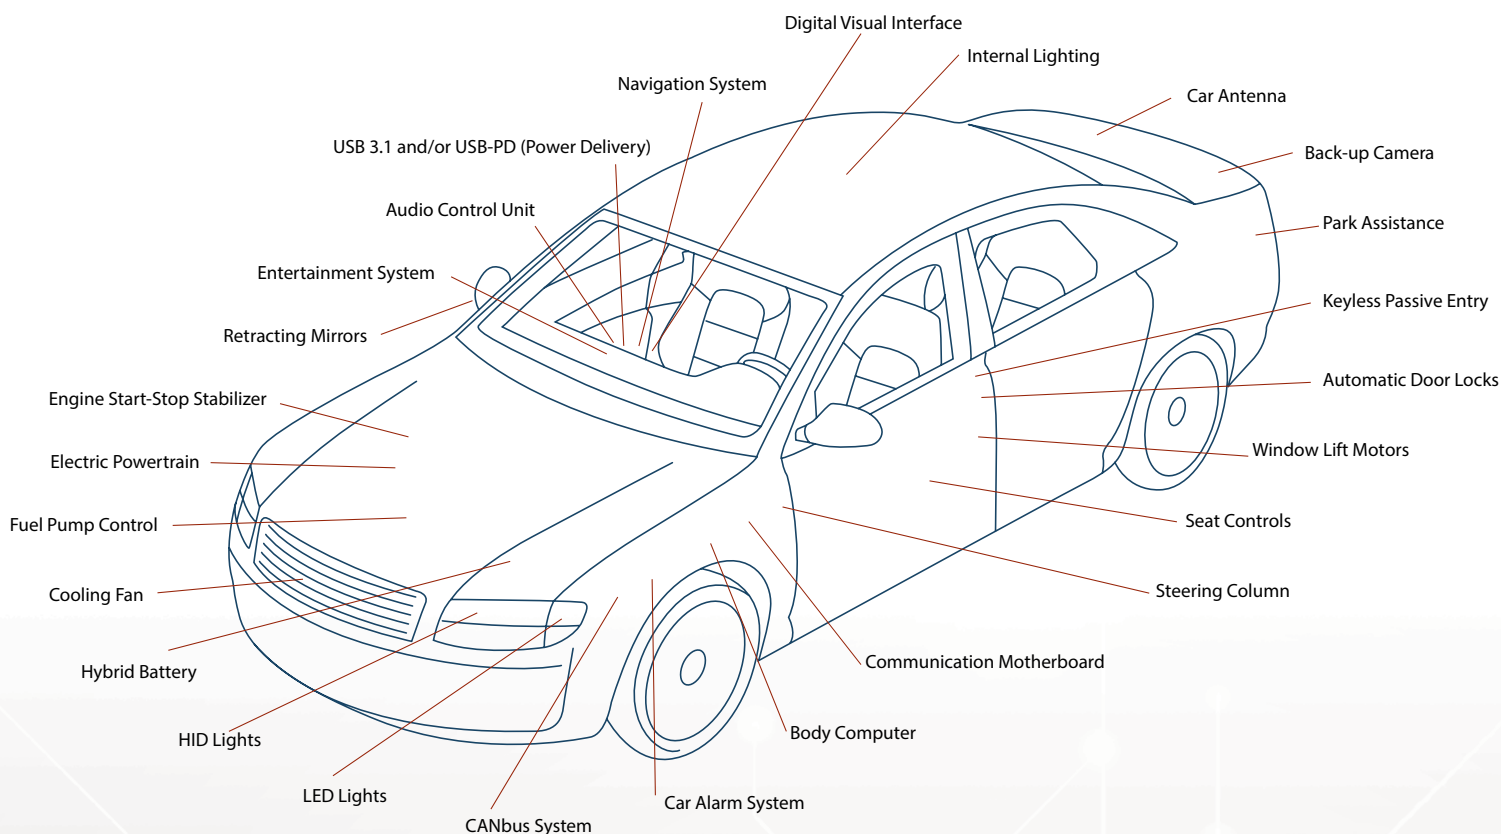 Digital Visual Interface
Internal Lighting
Navigation System
Car Antenna
USB 3.1 and/or USB-PD (Power Delivery)
Back-up Camera
Audio Control Unit
Park Assistance
Entertainment System
Keyless Passive Entry
Retracting Mirrors
Automatic Door Locks
Engine Start-Stop Stabilizer
Window Lift Motors
Electric Powertrain
Seat Controls
Fuel Pump Control
Steering Column
Cooling Fan
Communication Motherboard
Hybrid Battery
Body Computer
HID Lights
LED Lights
Car Alarm System
CANbus System